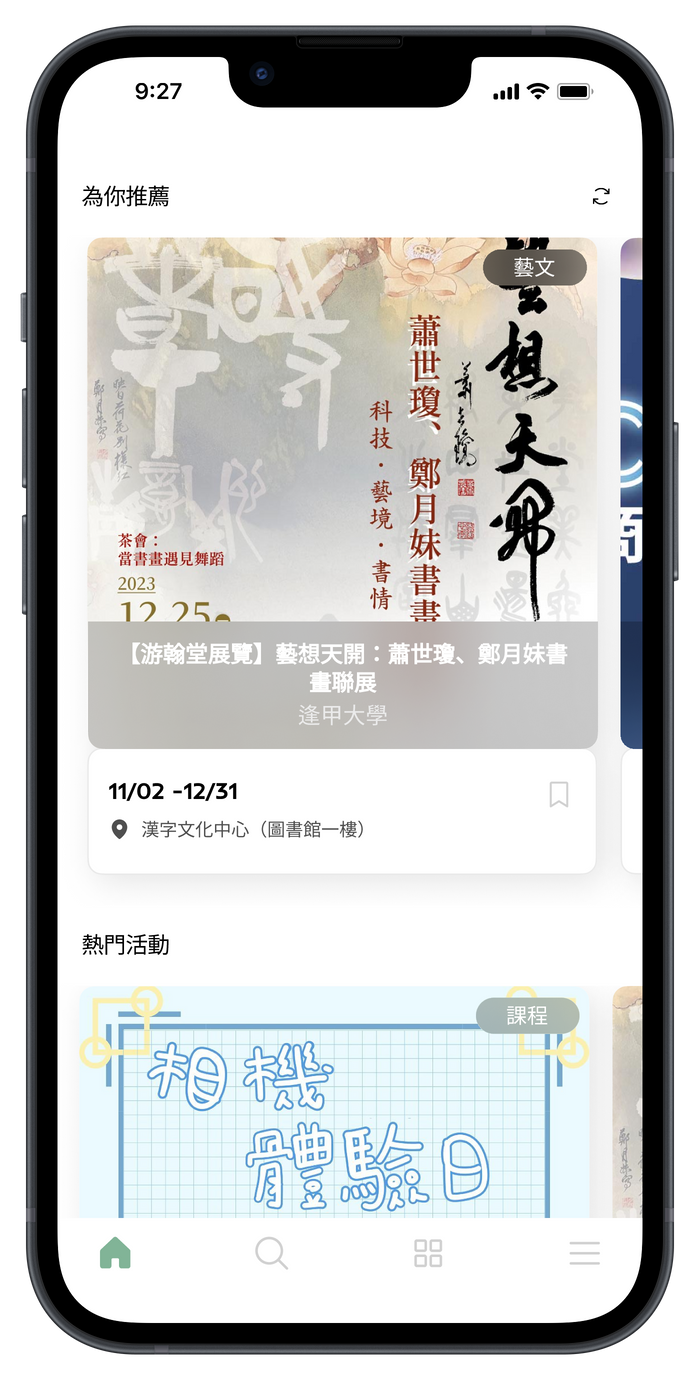 9:27
為你推薦
藝文
想天開
蕭世瓊、鄭月妹書畫
科技・藝境・書情
茶會：
當書畫遇見舞蹈
2023
12.25
【游翰堂展覽】藝想天開：蕭世瓊、鄭月妹書
畫聯展
逢甲大學
11/02 -12/31
漢字文化中心（圖書館一樓）
熱門活動
課程
相機
體驗日